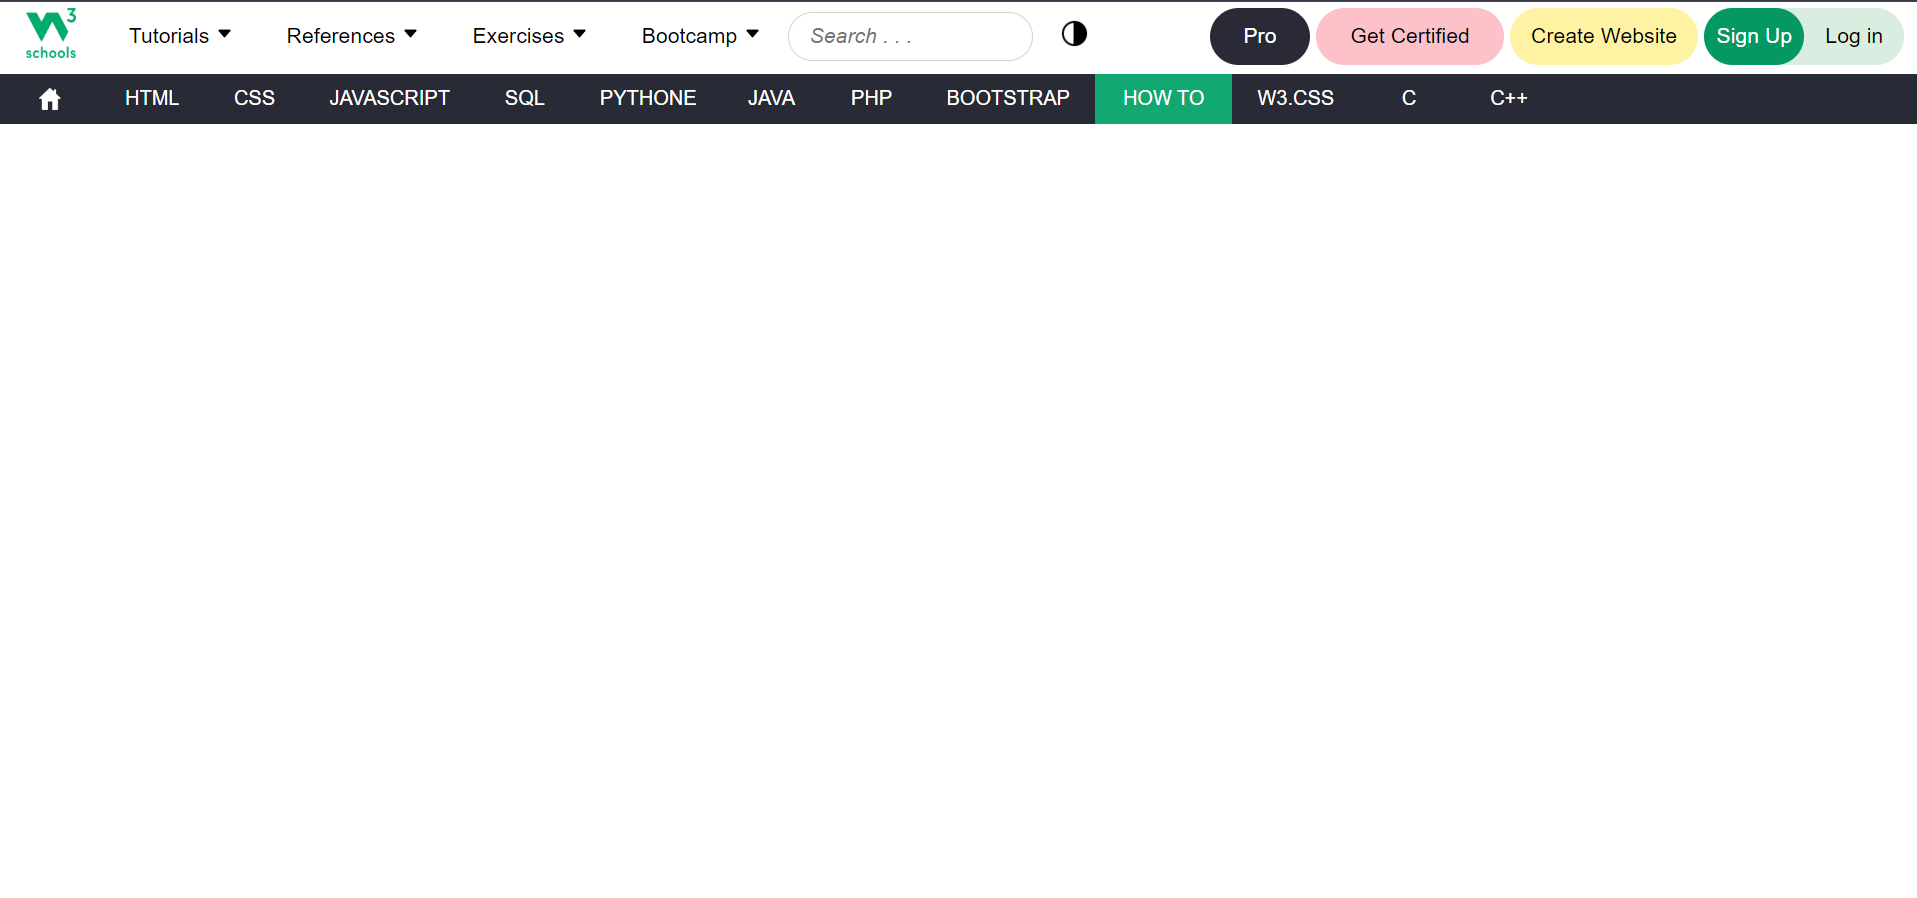 W3 schools Tutorials References Exercises Bootcamp Search . . . Pro Get Certified Create Website Sign Up Log in
HTML CSS JAVASCRIPT SQL PYTHONE JAVA PHP BOOTSTRAP HOW TO W3.CSS C C++